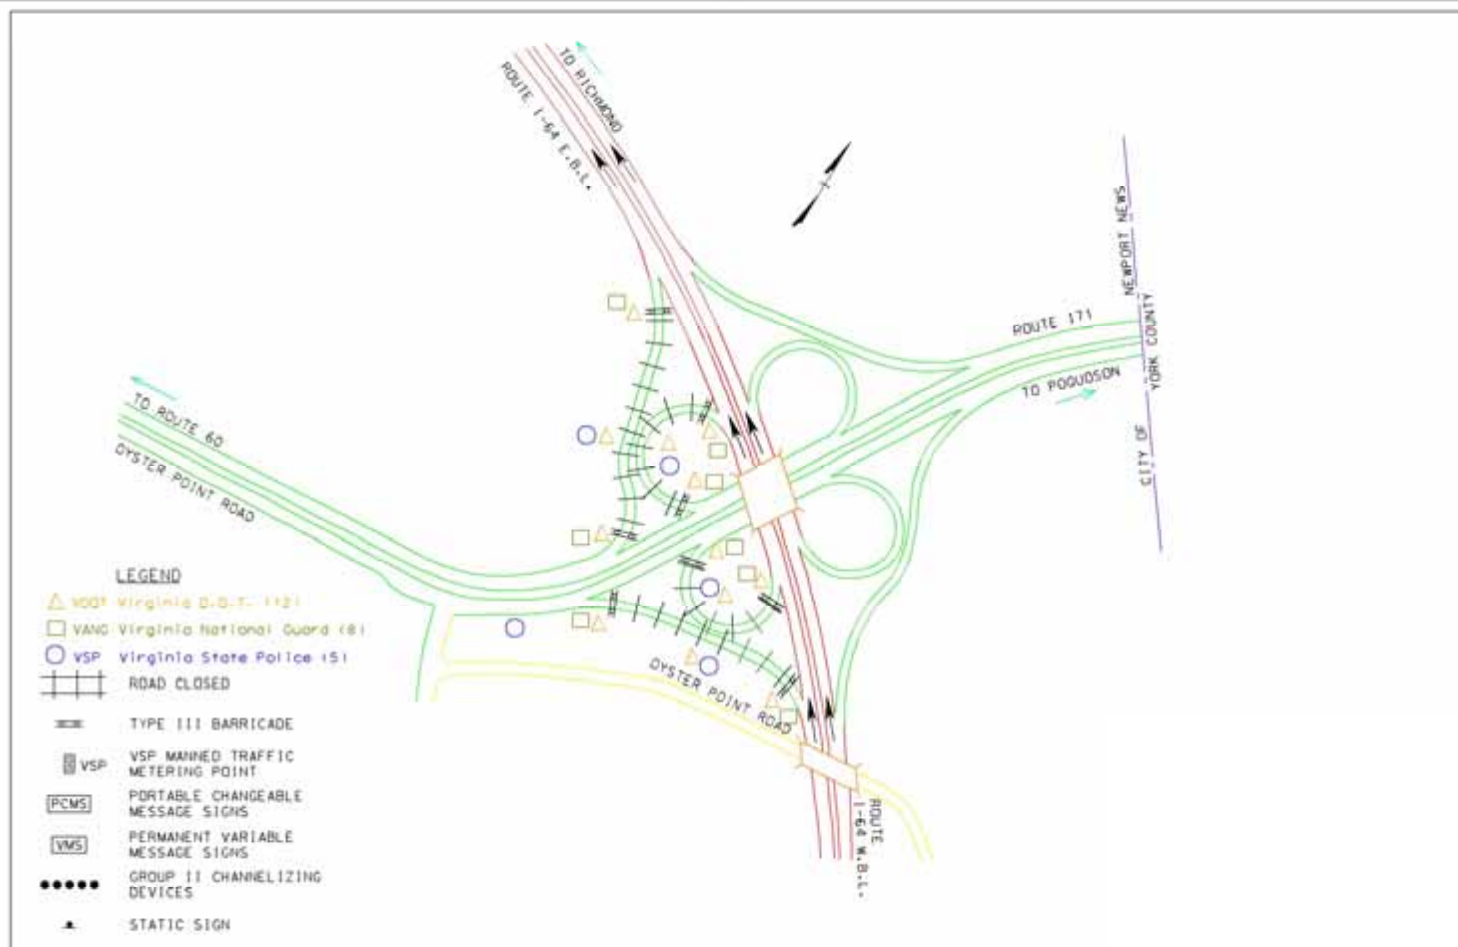 TO RICHMOND
ROUTE I-64 E.B.L.
NEWPORT NEWS
YORK COUNTY
CITY OF
ROUTE 171
TO POQUOSON
TO ROUTE 60
OYSTER POINT ROAD
OYSTER POINT ROAD
ROUTE
I-64 W.B.L.
LEGEND
VDOT Virginia D.O.T. (12)
VANG Virginia National Guard (8)
VSP Virginia State Police (5)
ROAD CLOSED
TYPE III BARRICADE
VSP
VSP MANNED TRAFFIC
METERING POINT
PCMS
PORTABLE CHANGEABLE
MESSAGE SIGNS
VMS
PERMANENT VARIABLE
MESSAGE SIGNS
GROUP II CHANNELIZING
DEVICES
STATIC SIGN